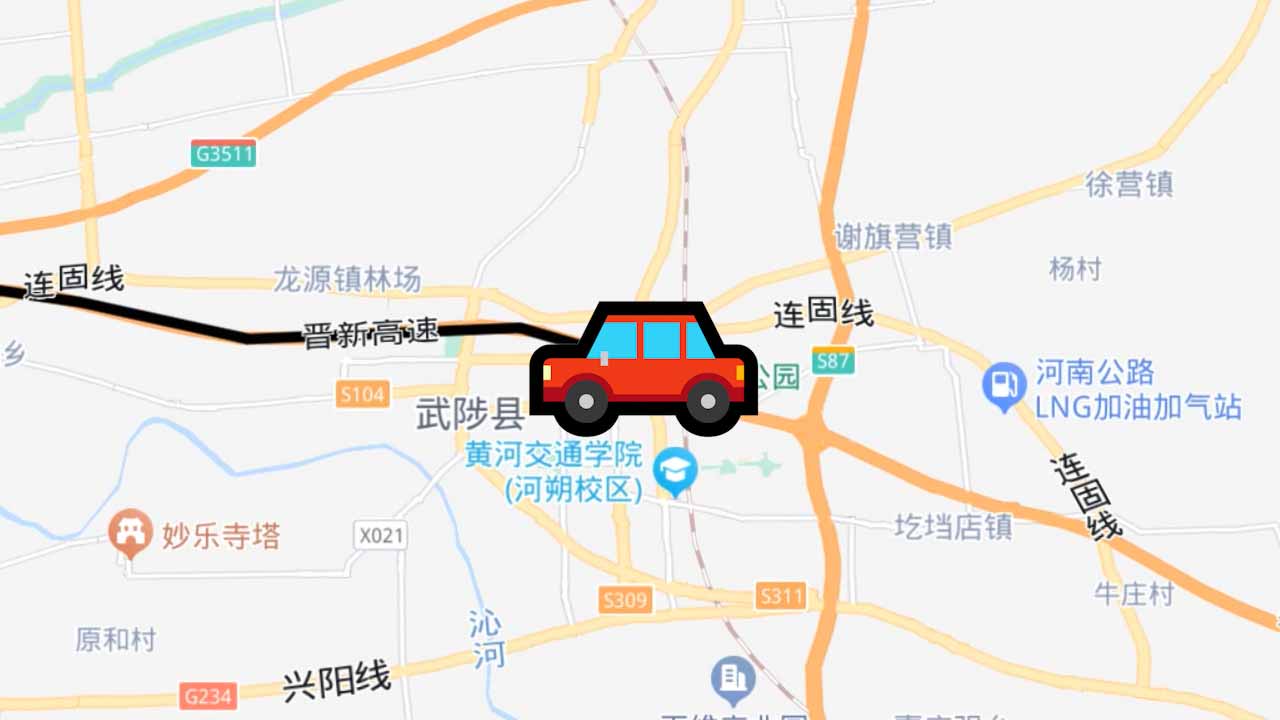 G3511
徐营镇
谢旗营镇
杨村
连固线
龙源镇林场
连固线
晋新高速
乡
S87
公园
河南公路
LNG加油加气站
S104
武陟县
黄河交通学院
(河朔校区)
连固线
妙乐寺塔
X021
圪垱店镇
S309
S311
牛庄村
沁河
原和村
兴阳线
G234